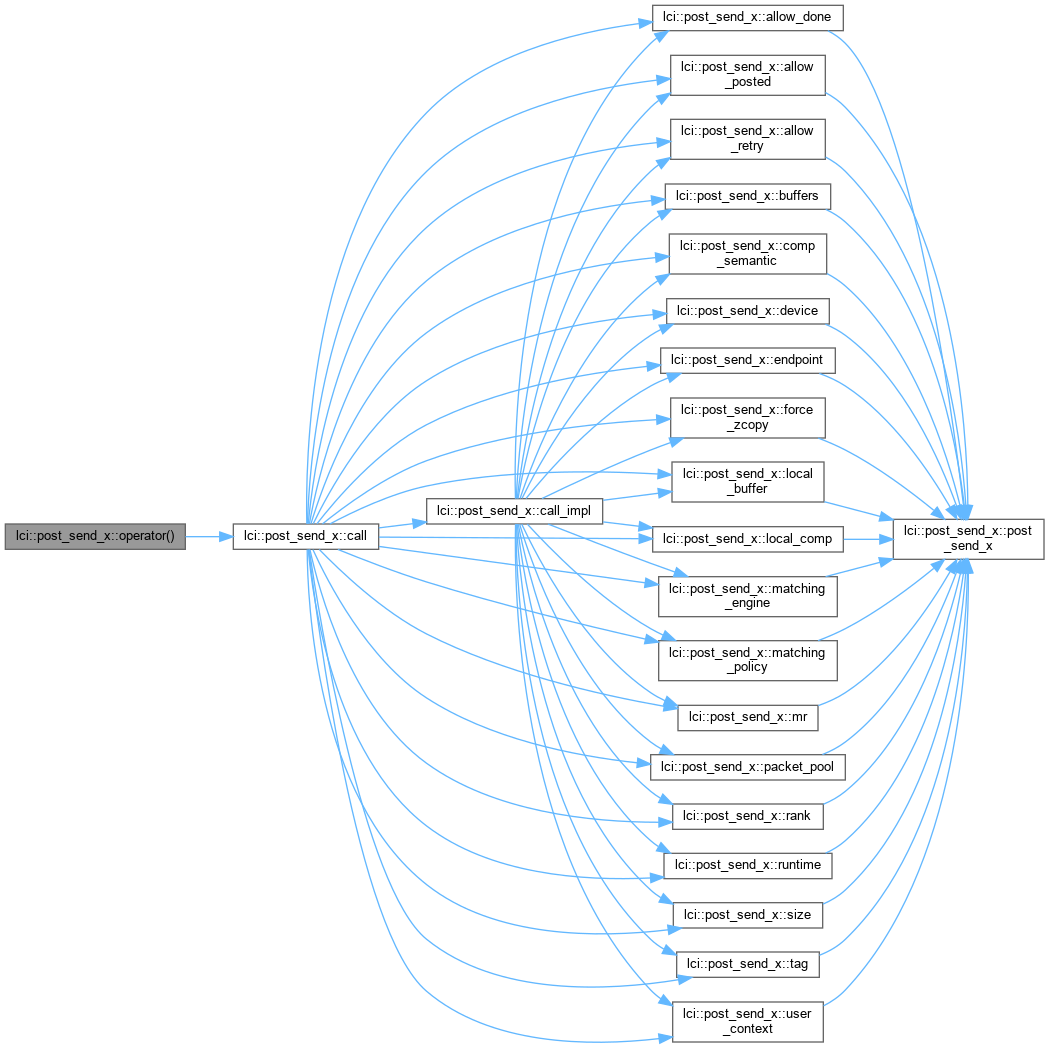 lci::post_send_x::operator()
lci::post_send_x::call
lci::post_send_x::call_impl
lci::post_send_x::allow_done
lci::post_send_x::allow
_posted
lci::post_send_x::allow
_retry
lci::post_send_x::buffers
lci::post_send_x::comp
_semantic
lci::post_send_x::device
lci::post_send_x::endpoint
lci::post_send_x::force
_zcopy
lci::post_send_x::local
_buffer
lci::post_send_x::local_comp
lci::post_send_x::matching
_engine
lci::post_send_x::matching
_policy
lci::post_send_x::mr
lci::post_send_x::packet_pool
lci::post_send_x::rank
lci::post_send_x::runtime
lci::post_send_x::size
lci::post_send_x::tag
lci::post_send_x::user
_context
lci::post_send_x::post
_send_x